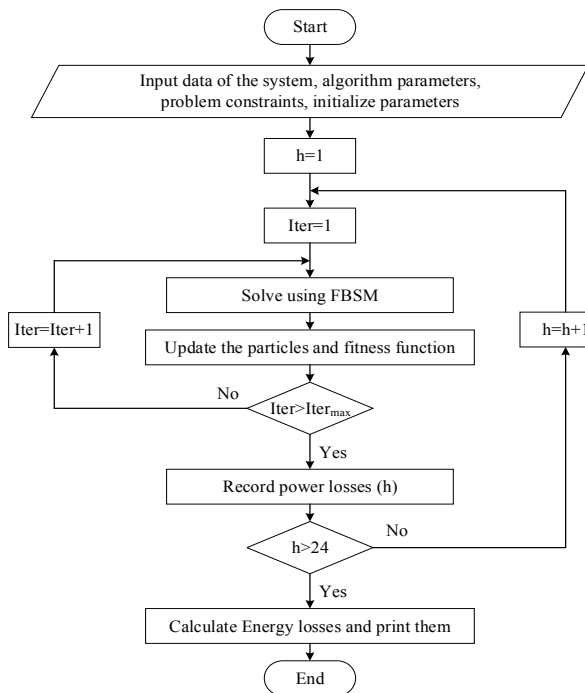 Start
Input data of the system, algorithm parameters,
problem constraints, initialize parameters
h=1
Iter=1
Solve using FBSM
Iter=Iter+1
h=h+1
Update the particles and fitness function
No
Iter>Iter_max
Yes
Record power losses (h)
No
h>24
Yes
Calculate Energy losses and print them
End